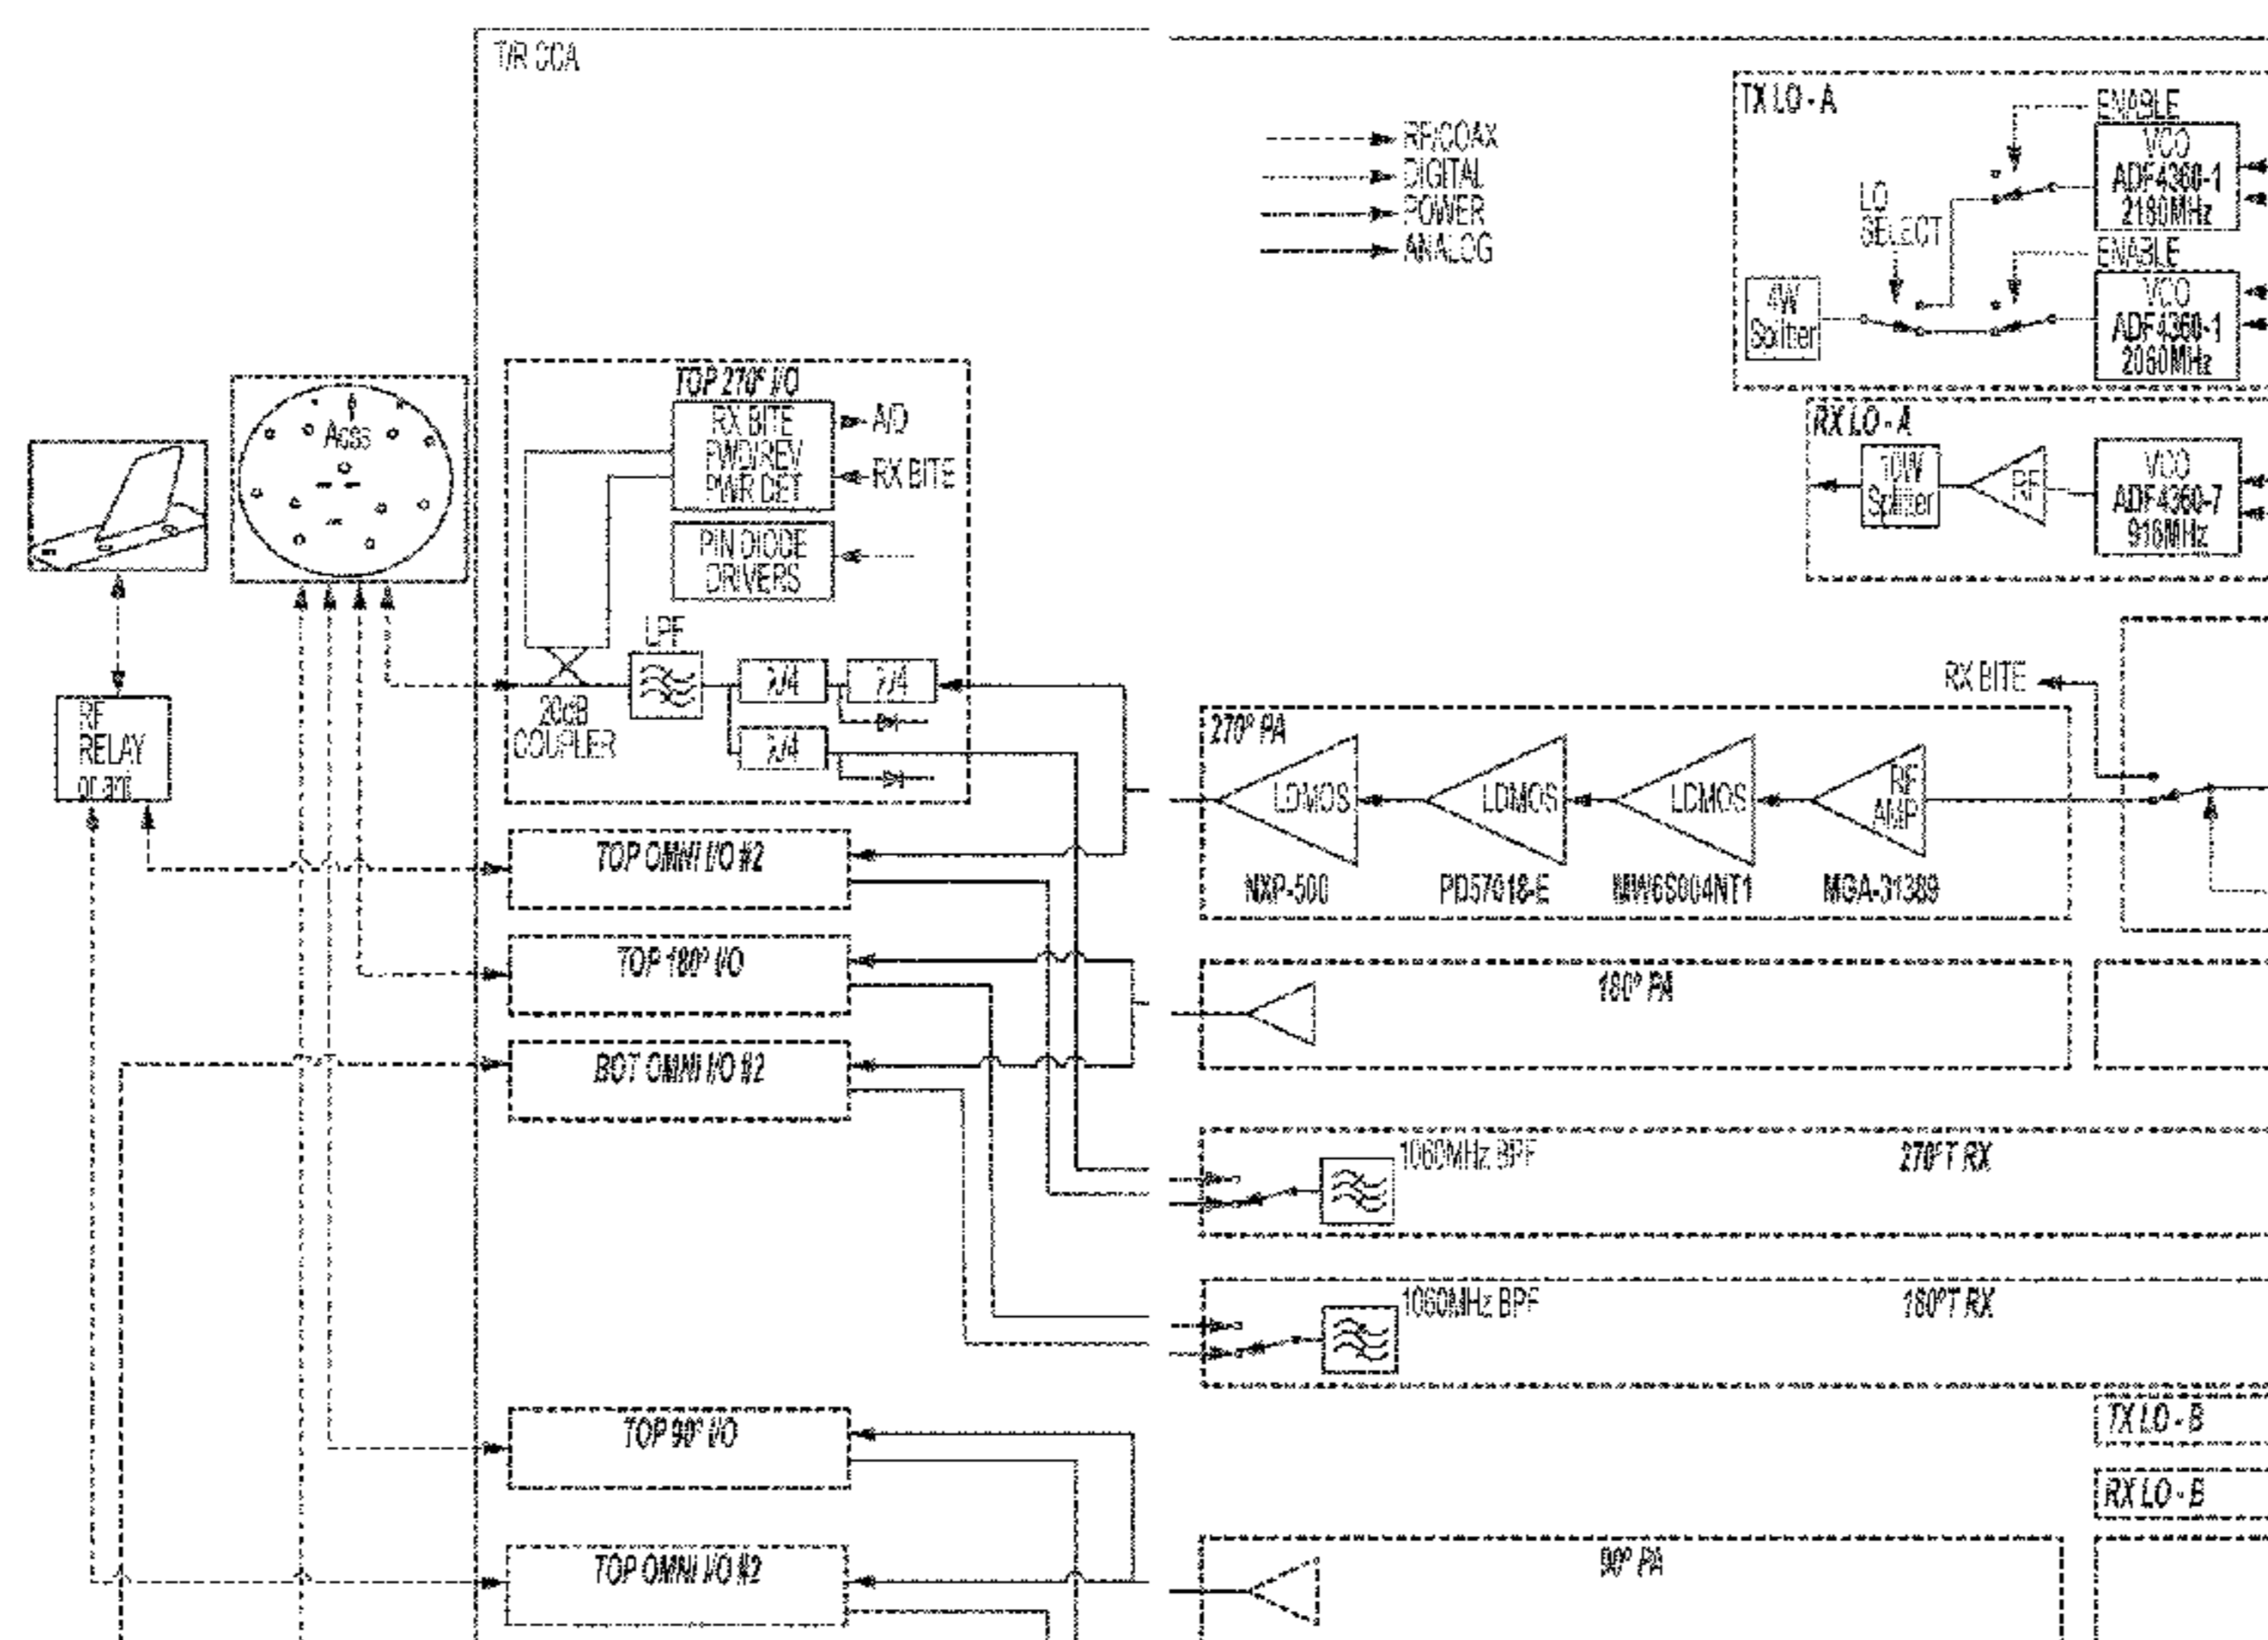 T/R CCA
RF/COAX
DIGITAL
POWER
ANALOG
TX LO - A
ENABLE
VCO
ADF4360-1
2180MHz
LO
SELECT
ENABLE
VCO
ADF4360-1
2060MHz
4W
Splitter
RX LO - A
10W
Splitter
RF
VCO
ADF4360-7
916MHz
TOP 270° I/O
RX BITE
FWD/REV
PWR DET
A/D
RX BITE
PIN DIODE
DRIVERS
Acss
LPF
λ/4
λ/4
λ/4
20dB
COUPLER
RF
RELAY
or ant
RX BITE
270° PA
LDMOS
LDMOS
LDMOS
RF
AMP
NXP-500
PD57018-E
MW6S004NT1
MGA-31389
TOP OMNI I/O #2
TOP 180° I/O
180° PA
BOT OMNI I/O #2
1060MHz BPF
270°T RX
1060MHz BPF
180°T RX
TOP 90° I/O
TX LO - B
RX LO - B
TOP OMNI I/O #2
90° PA